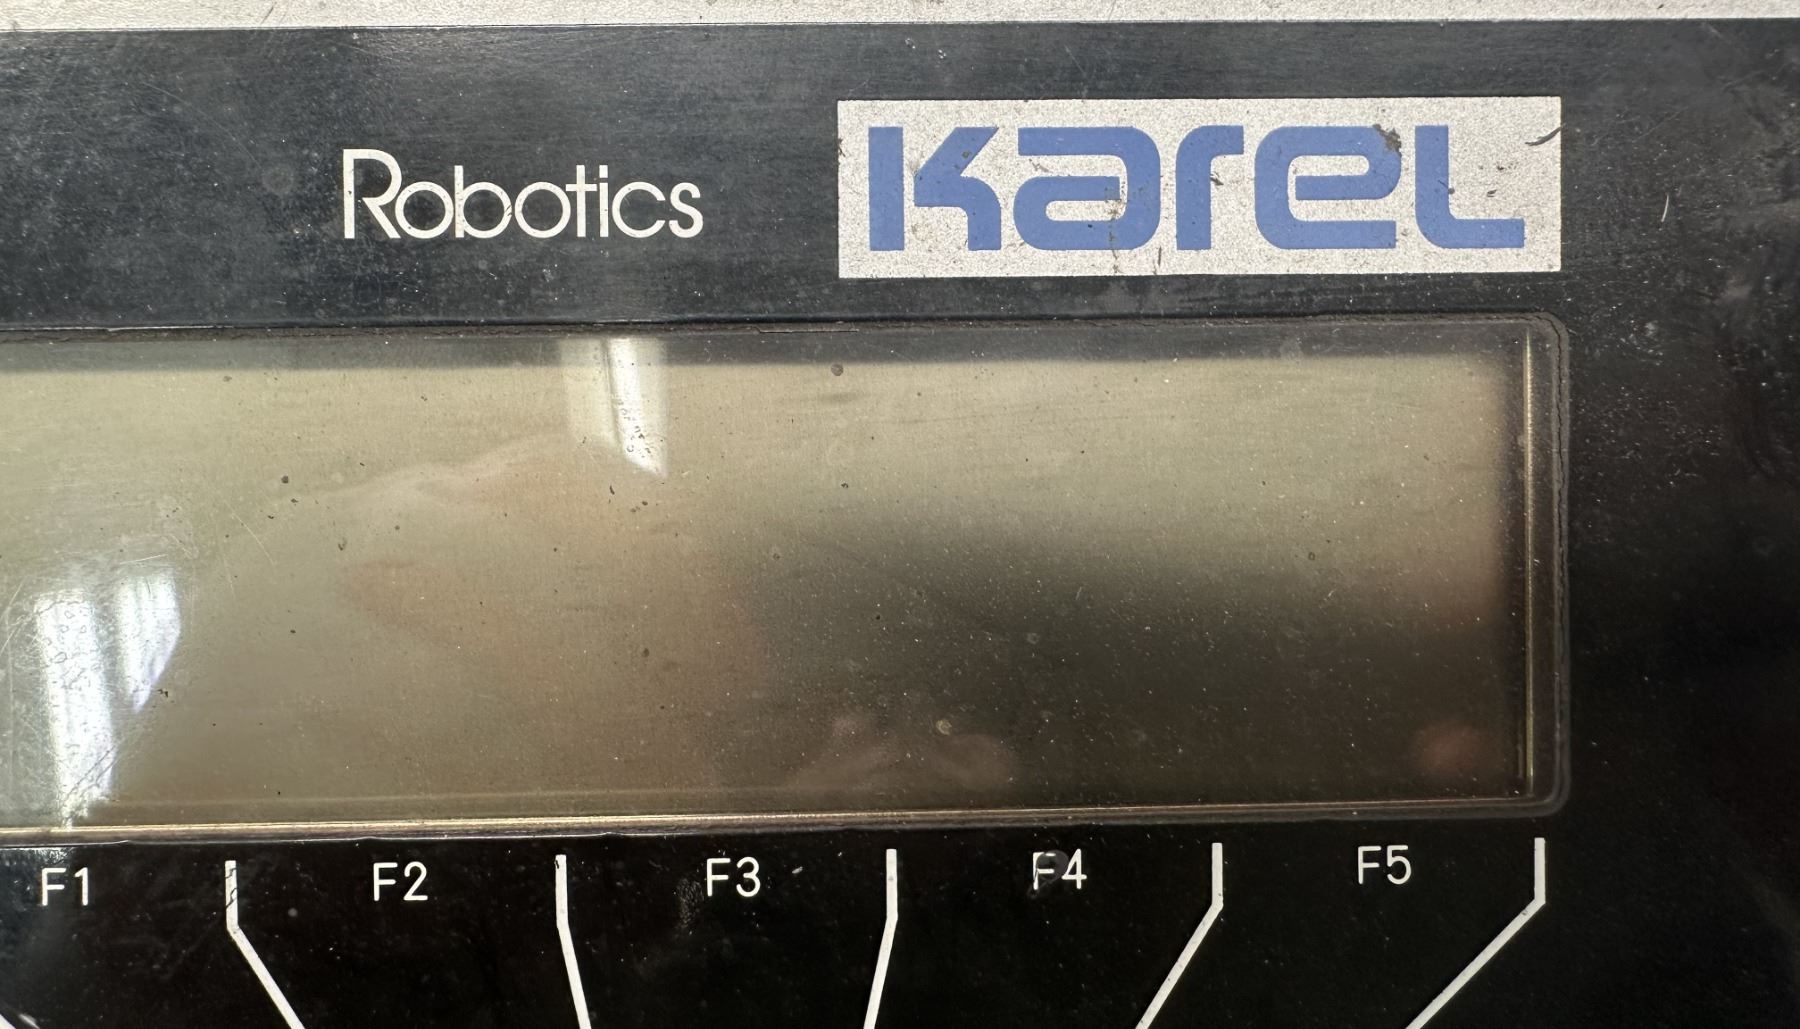 Robotics Karel
F1 F2 F3 F4 F5